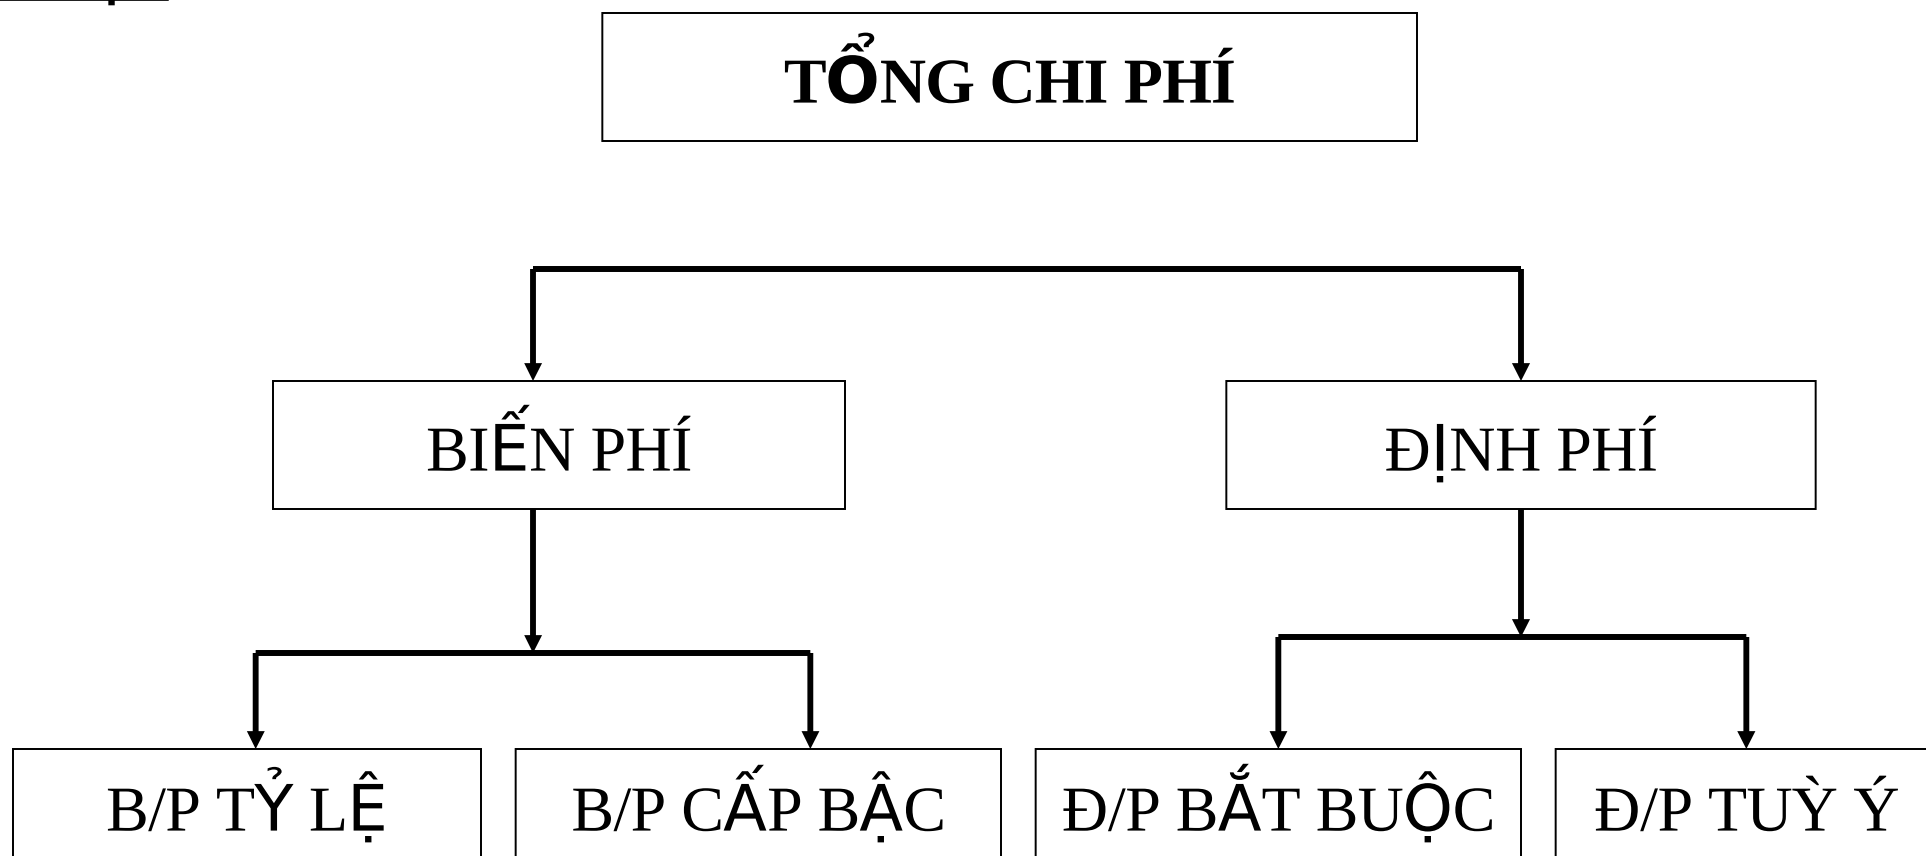 TỔNG CHI PHÍ
BIẾN PHÍ
ĐỊNH PHÍ
B/P TỶ LỆ
B/P CẤP BẬC
Đ/P BẮT BUỘC
Đ/P TUỲ Ý